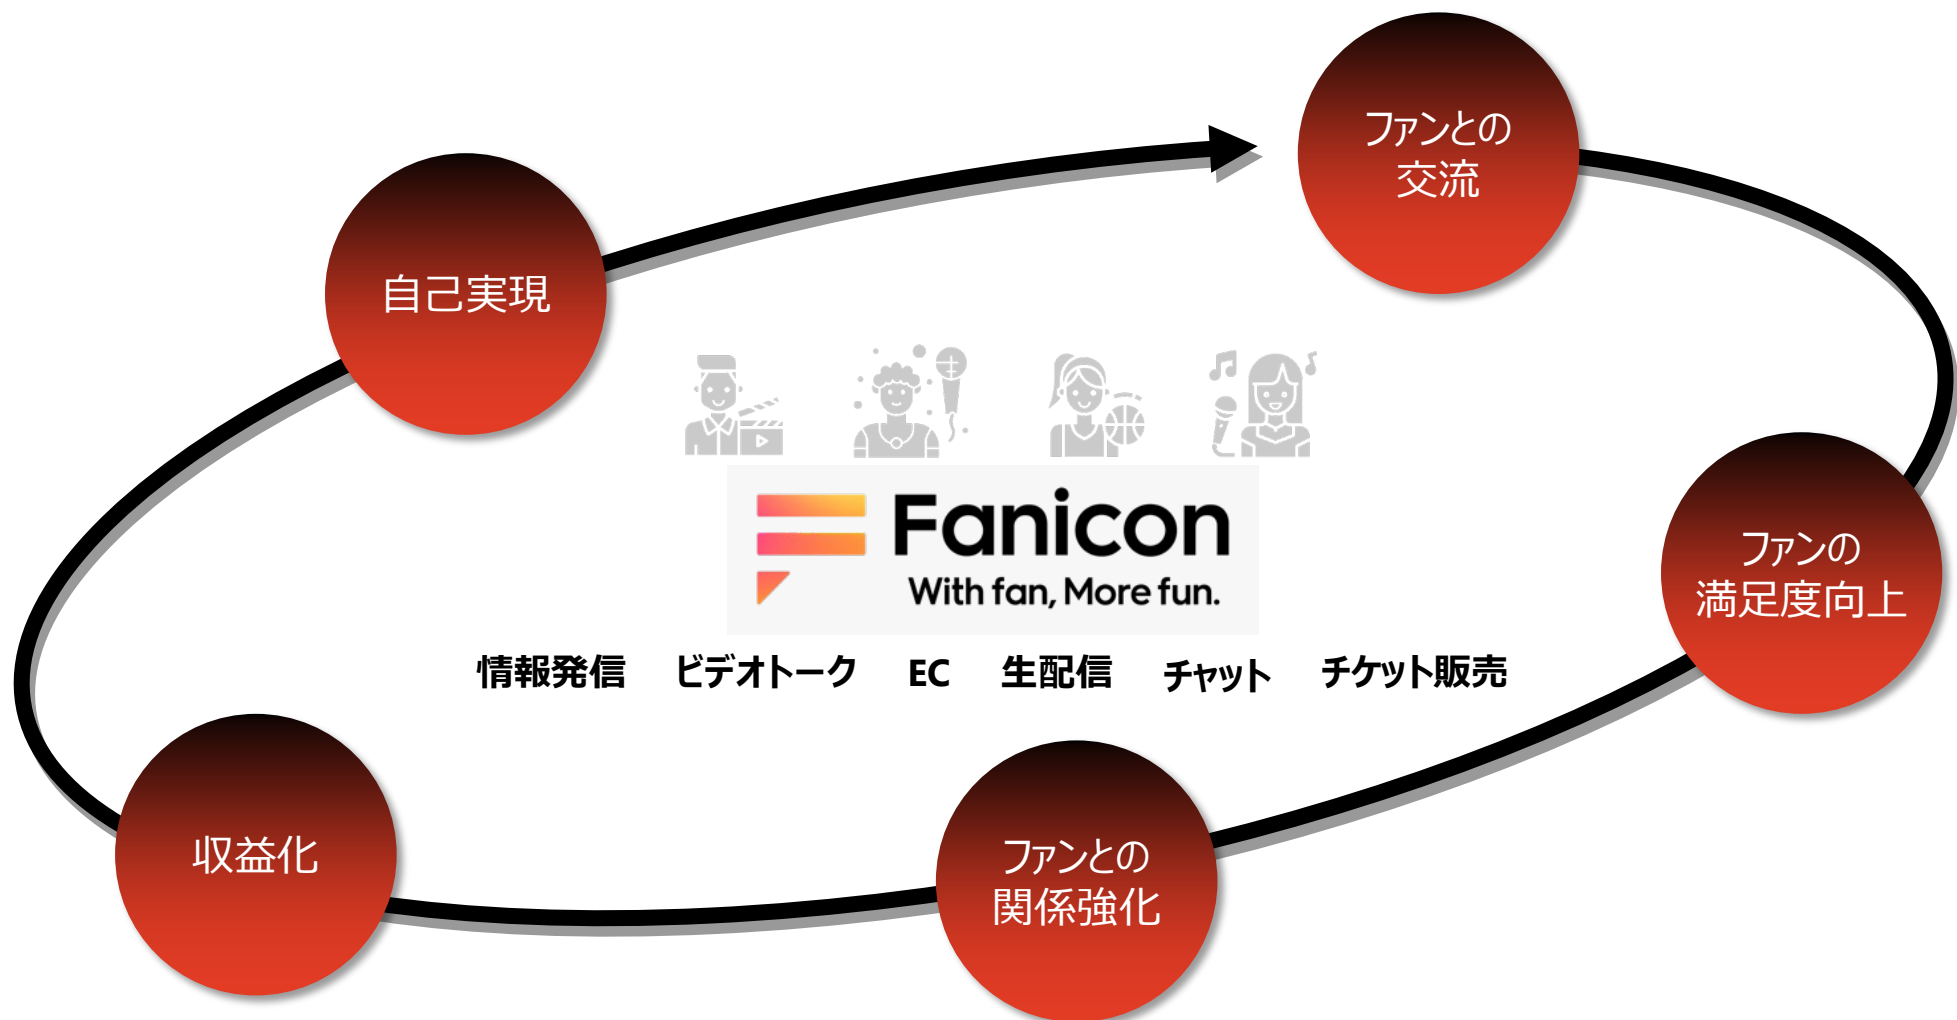 ファンとの
交流
自己実現
Fanicon
With fan, More fun.
ファンの
満足度向上
情報発信 ビデオトーク EC 生配信 チャット チケット販売
収益化
ファンとの
関係強化